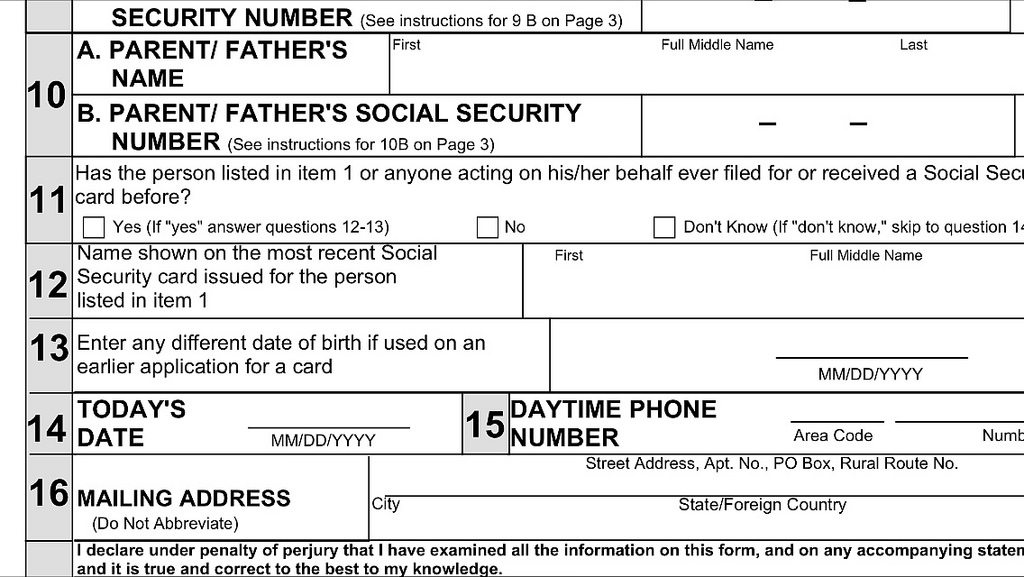 SECURITY NUMBER (See instructions for 9 B on Page 3)
10
A. PARENT/ FATHER'S
NAME
First Full Middle Name Last
B. PARENT/ FATHER'S SOCIAL SECURITY
NUMBER (See instructions for 10B on Page 3)
– –
11
Has the person listed in item 1 or anyone acting on his/her behalf ever filed for or received a Social Secu
card before?
Yes (If "yes" answer questions 12-13) No Don't Know (If "don't know," skip to question 14
12
Name shown on the most recent Social
Security card issued for the person
listed in item 1
First Full Middle Name
13
Enter any different date of birth if used on an
earlier application for a card
MM/DD/YYYY
14
TODAY'S
DATE
MM/DD/YYYY
15
DAYTIME PHONE
NUMBER
Area Code Numb
16
MAILING ADDRESS
(Do Not Abbreviate)
Street Address, Apt. No., PO Box, Rural Route No.
City State/Foreign Country
I declare under penalty of perjury that I have examined all the information on this form, and on any accompanying statem
and it is true and correct to the best to my knowledge.